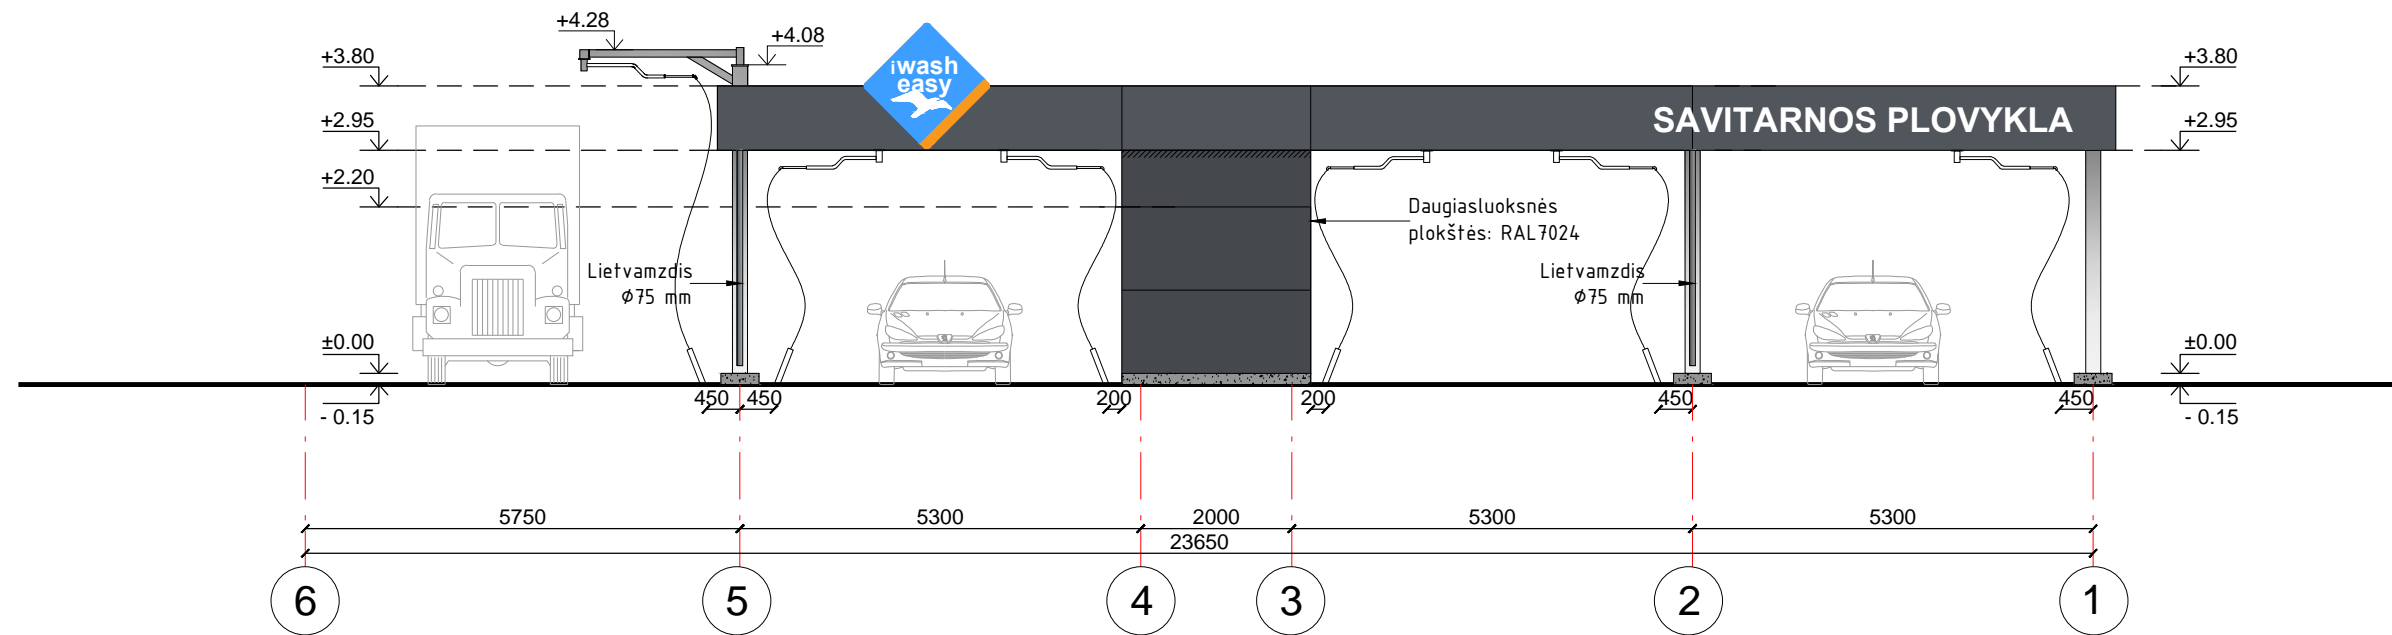 +4.28
+4.08
+3.80
+3.80
iwash
easy
SAVITARNOS PLOVYKLA
+2.95
+2.95
+2.20
Daugiasluoksnės
plokštės: RAL7024
Lietvamzdis
Ø75 mm
Lietvamzdis
Ø75 mm
±0.00
±0.00
- 0.15
- 0.15
450 450 200 200 450 450
5750 5300 2000 5300 5300
23650
6 5 4 3 2 1